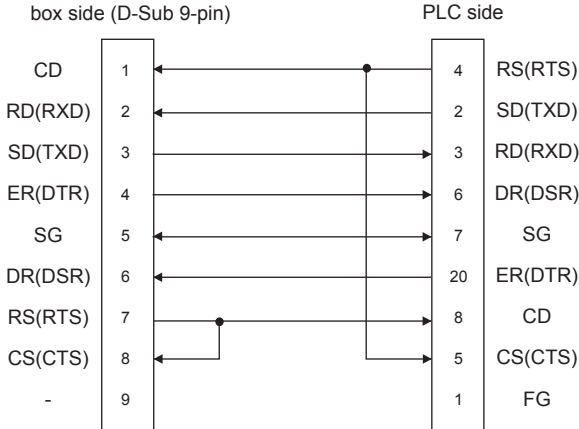 box side (D-Sub 9-pin) PLC side
CD 1 4 RS(RTS)
RD(RXD) 2 2 SD(TXD)
SD(TXD) 3 3 RD(RXD)
ER(DTR) 4 6 DR(DSR)
SG 5 7 SG
DR(DSR) 6 20 ER(DTR)
RS(RTS) 7 8 CD
CS(CTS) 8 5 CS(CTS)
- 9 1 FG